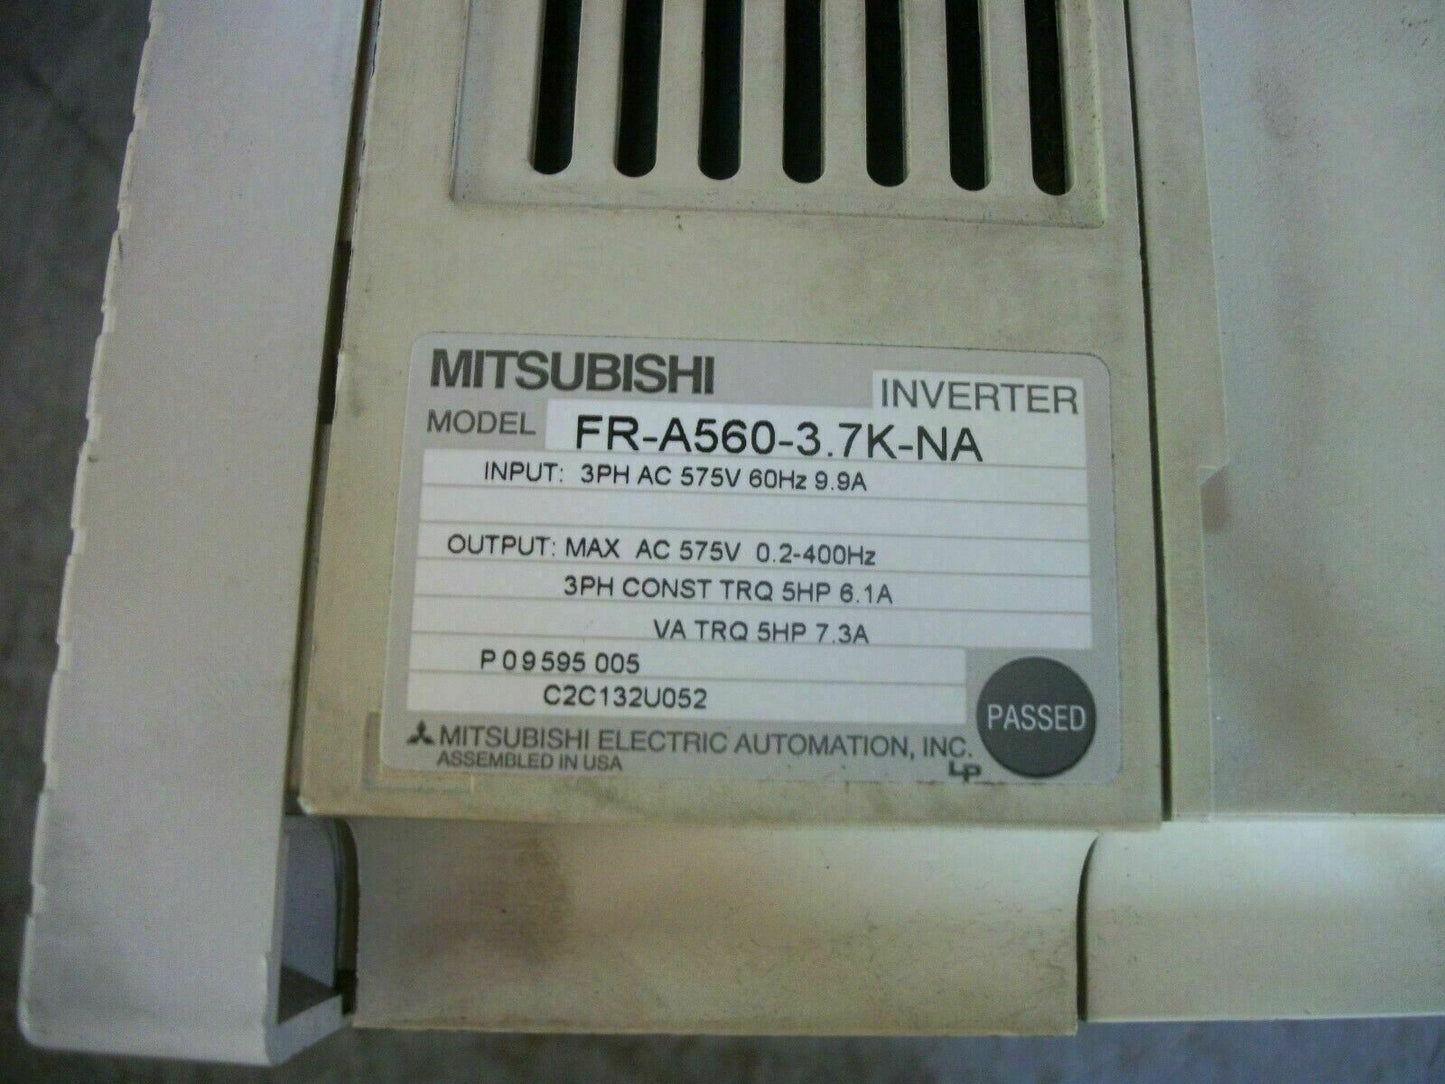 MITSUBISHI
INVERTER
MODEL FR-A560-3.7K-NA
INPUT: 3PH AC 575V 60Hz 9.9A
OUTPUT: MAX AC 575V 0.2-400Hz
3PH CONST TRQ 5HP 6.1A
VA TRQ 5HP 7.3A
P09595 005
C2C132U052
PASSED
MITSUBISHI ELECTRIC AUTOMATION, INC.
ASSEMBLED IN USA
LP